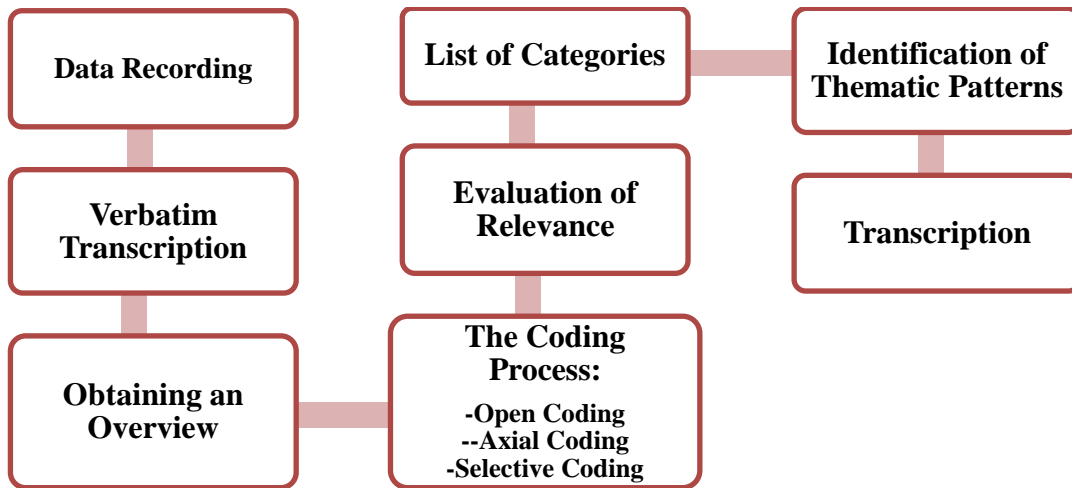 Data Recording
Verbatim
Transcription
Obtaining an
Overview
The Coding
Process:
-Open Coding
--Axial Coding
-Selective Coding
Evaluation of
Relevance
List of Categories
Identification of
Thematic Patterns
Transcription